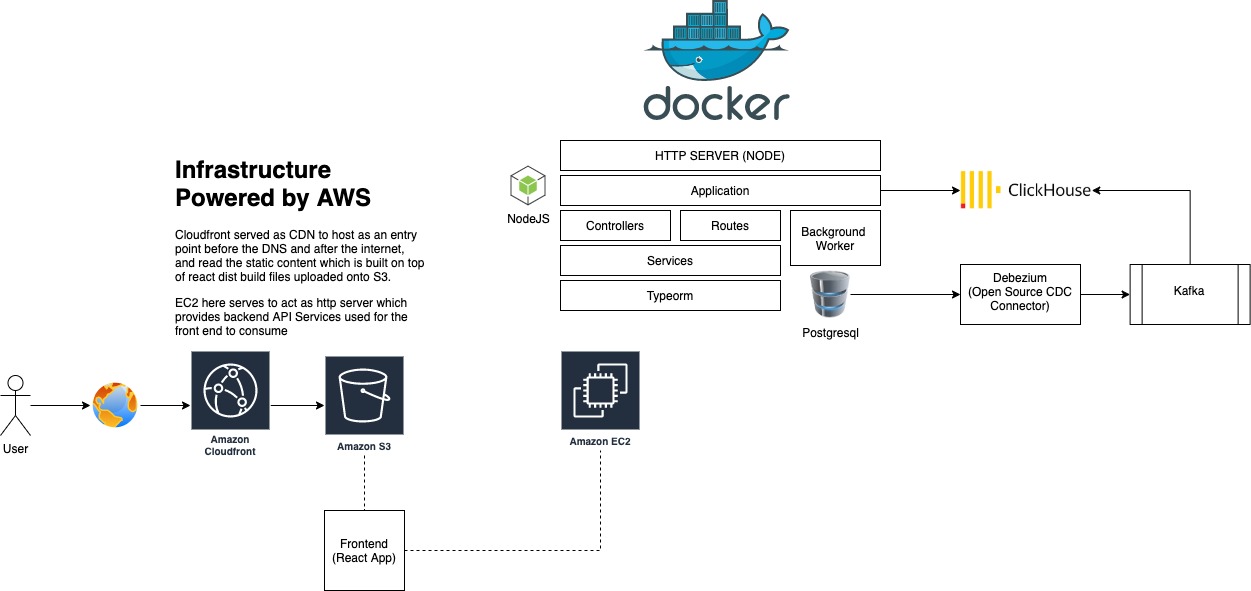 docker
HTTP SERVER (NODE)
Application
Controllers
Routes
Background
Worker
Services
Typeorm
NodeJS
Postgresql
ClickHouse
Debezium
(Open Source CDC
Connector)
Kafka
Infrastructure
Powered by AWS
Cloudfront served as CDN to host as an entry
point before the DNS and after the internet,
and read the static content which is built on top
of react dist build files uploaded onto S3.
EC2 here serves to act as http server which
provides backend API Services used for the
front end to consume
User
Amazon
Cloudfront
Amazon S3
Amazon EC2
Frontend
(React App)